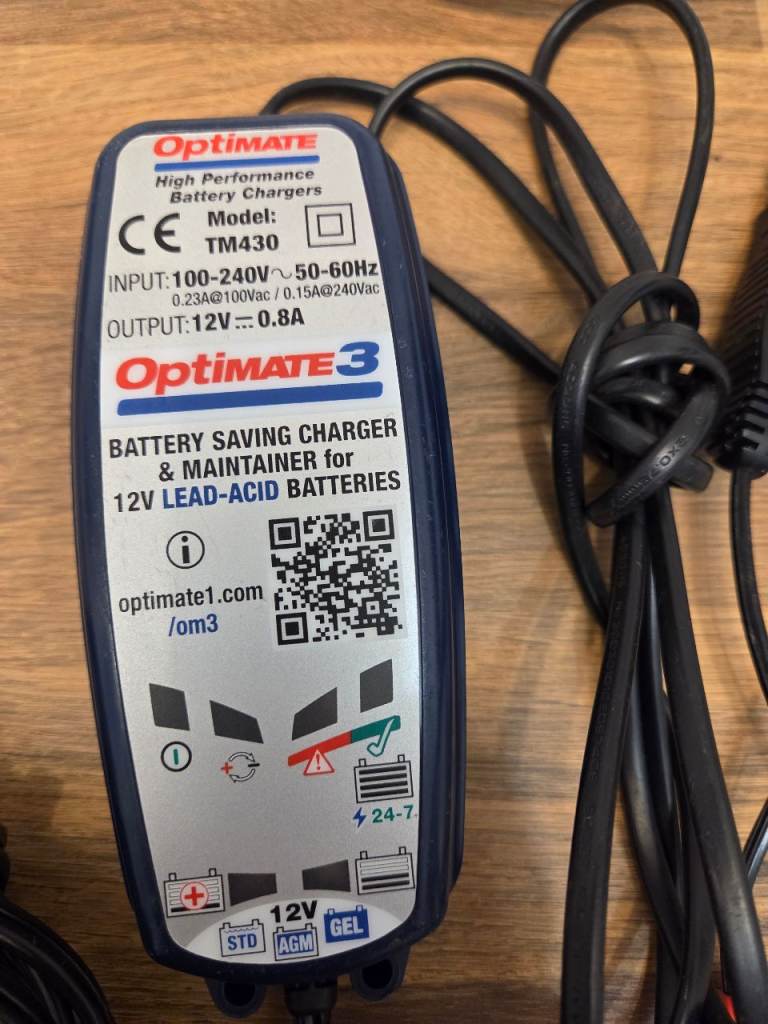 OptiMATE
High Performance
Battery Chargers
CE Model:
TM430
INPUT: 100-240V ~ 50-60Hz
0.23A@100Vac / 0.15A@240Vac
OUTPUT: 12V ⎓ 0.8A
OptiMATE3
BATTERY SAVING CHARGER
& MAINTAINER for
12V LEAD-ACID BATTERIES
i
optimate1.com
/om3
24-7
12V
STD AGM GEL